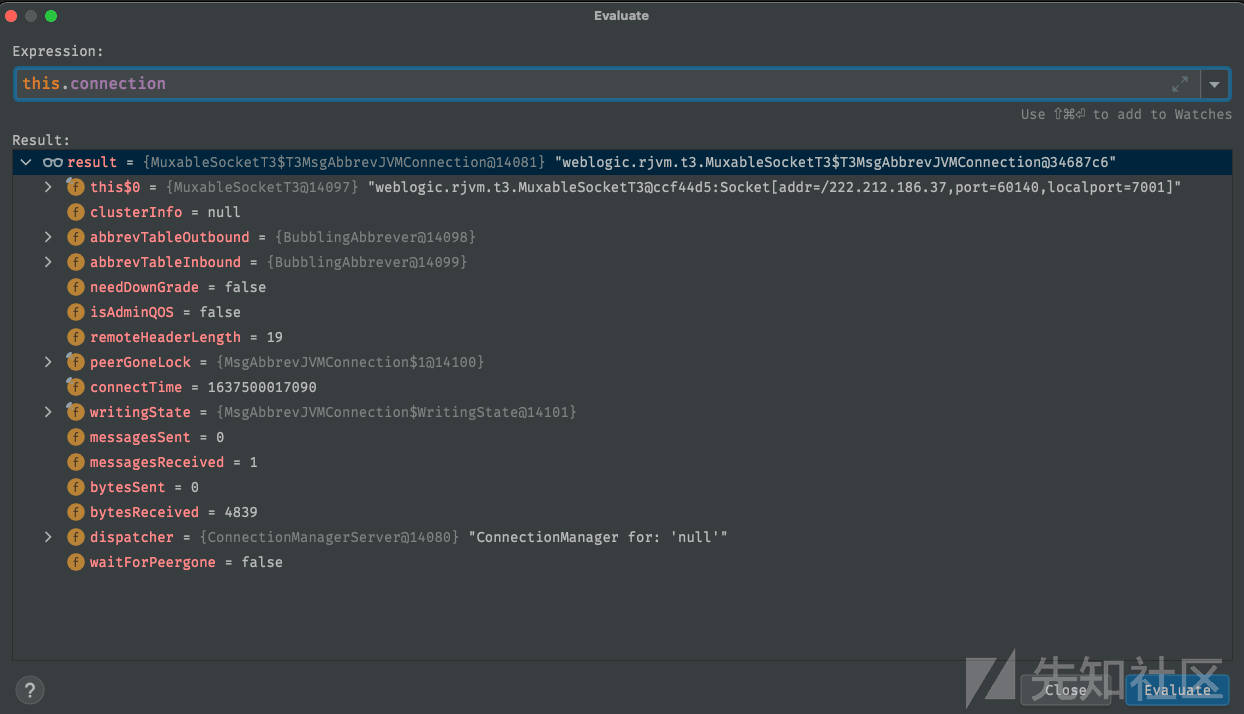 Evaluate
Expression:
this.connection
Use ⇧⌘⏎ to add to Watches
Result:
result = {MuxableSocketT3$T3MsgAbbrevJVMConnection@14081} "weblogic.rjvm.t3.MuxableSocketT3$T3MsgAbbrevJVMConnection@34687c6"
f this$0 = {MuxableSocketT3@14097} "weblogic.rjvm.t3.MuxableSocketT3@ccf44d5:Socket[addr=/222.212.186.37,port=60140,localport=7001]"
f clusterInfo = null
f abbrevTableOutbound = {BubblingAbbrever@14098}
f abbrevTableInbound = {BubblingAbbrever@14099}
f needDownGrade = false
f isAdminQOS = false
f remoteHeaderLength = 19
f peerGoneLock = {MsgAbbrevJVMConnection$1@14100}
f connectTime = 1637500017090
f writingState = {MsgAbbrevJVMConnection$WritingState@14101}
f messagesSent = 0
f messagesReceived = 1
f bytesSent = 0
f bytesReceived = 4839
f dispatcher = {ConnectionManagerServer@14080} "ConnectionManager for: 'null'"
f waitForPeergone = false
?
Close
Evaluate
先知社区